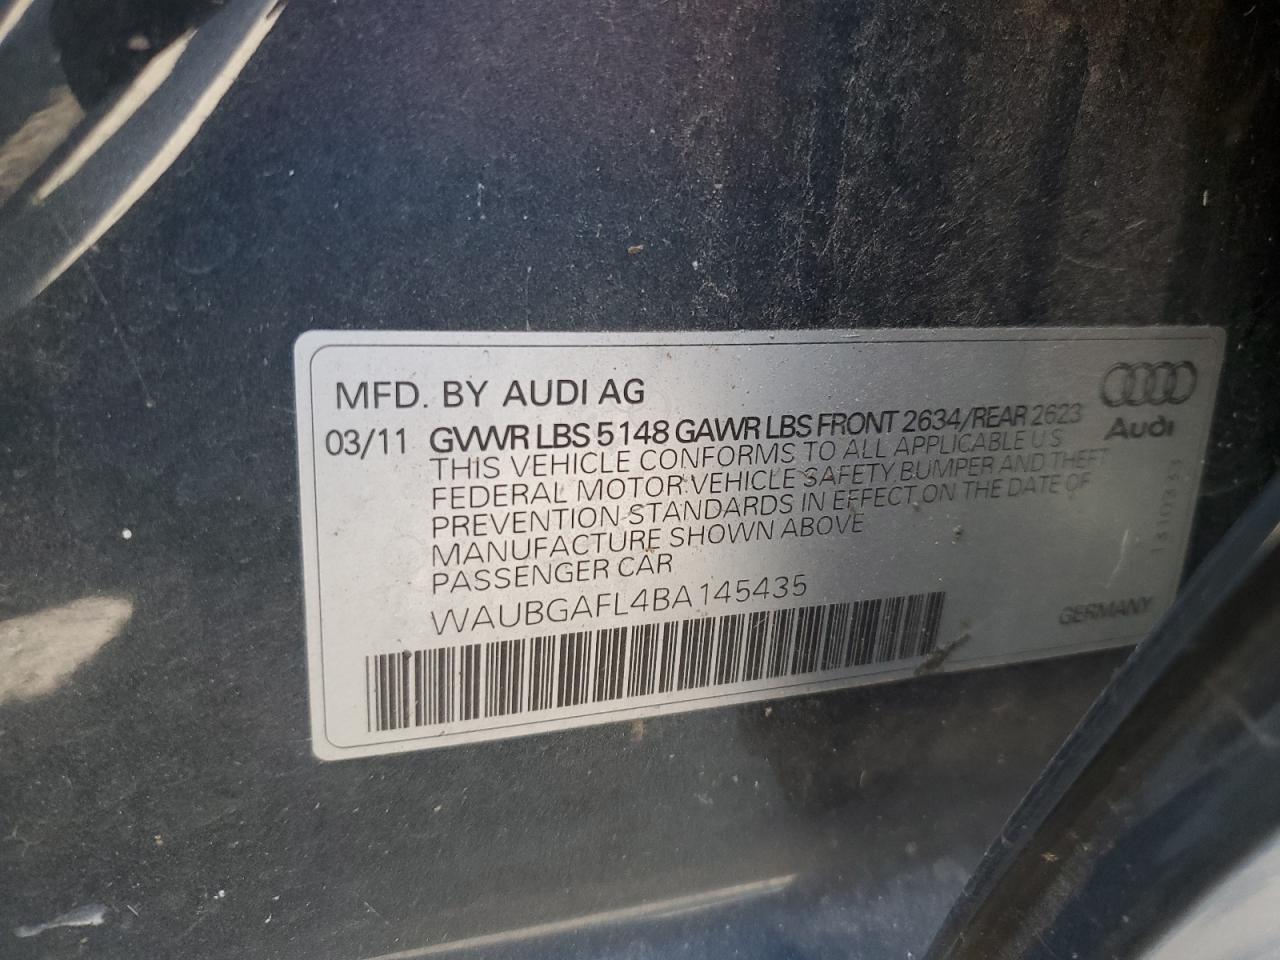 MFD. BY AUDI AG
03/11 GVWR LBS 5148 GAWR LBS FRONT 2634/REAR 2623
THIS VEHICLE CONFORMS TO ALL APPLICABLE US
FEDERAL MOTOR VEHICLE SAFETY, BUMPER AND THEFT
PREVENTION STANDARDS IN EFFECT ON THE DATE OF
MANUFACTURE SHOWN ABOVE
PASSENGER CAR
WAUBGAFL4BA145435
Audi
GERMANY